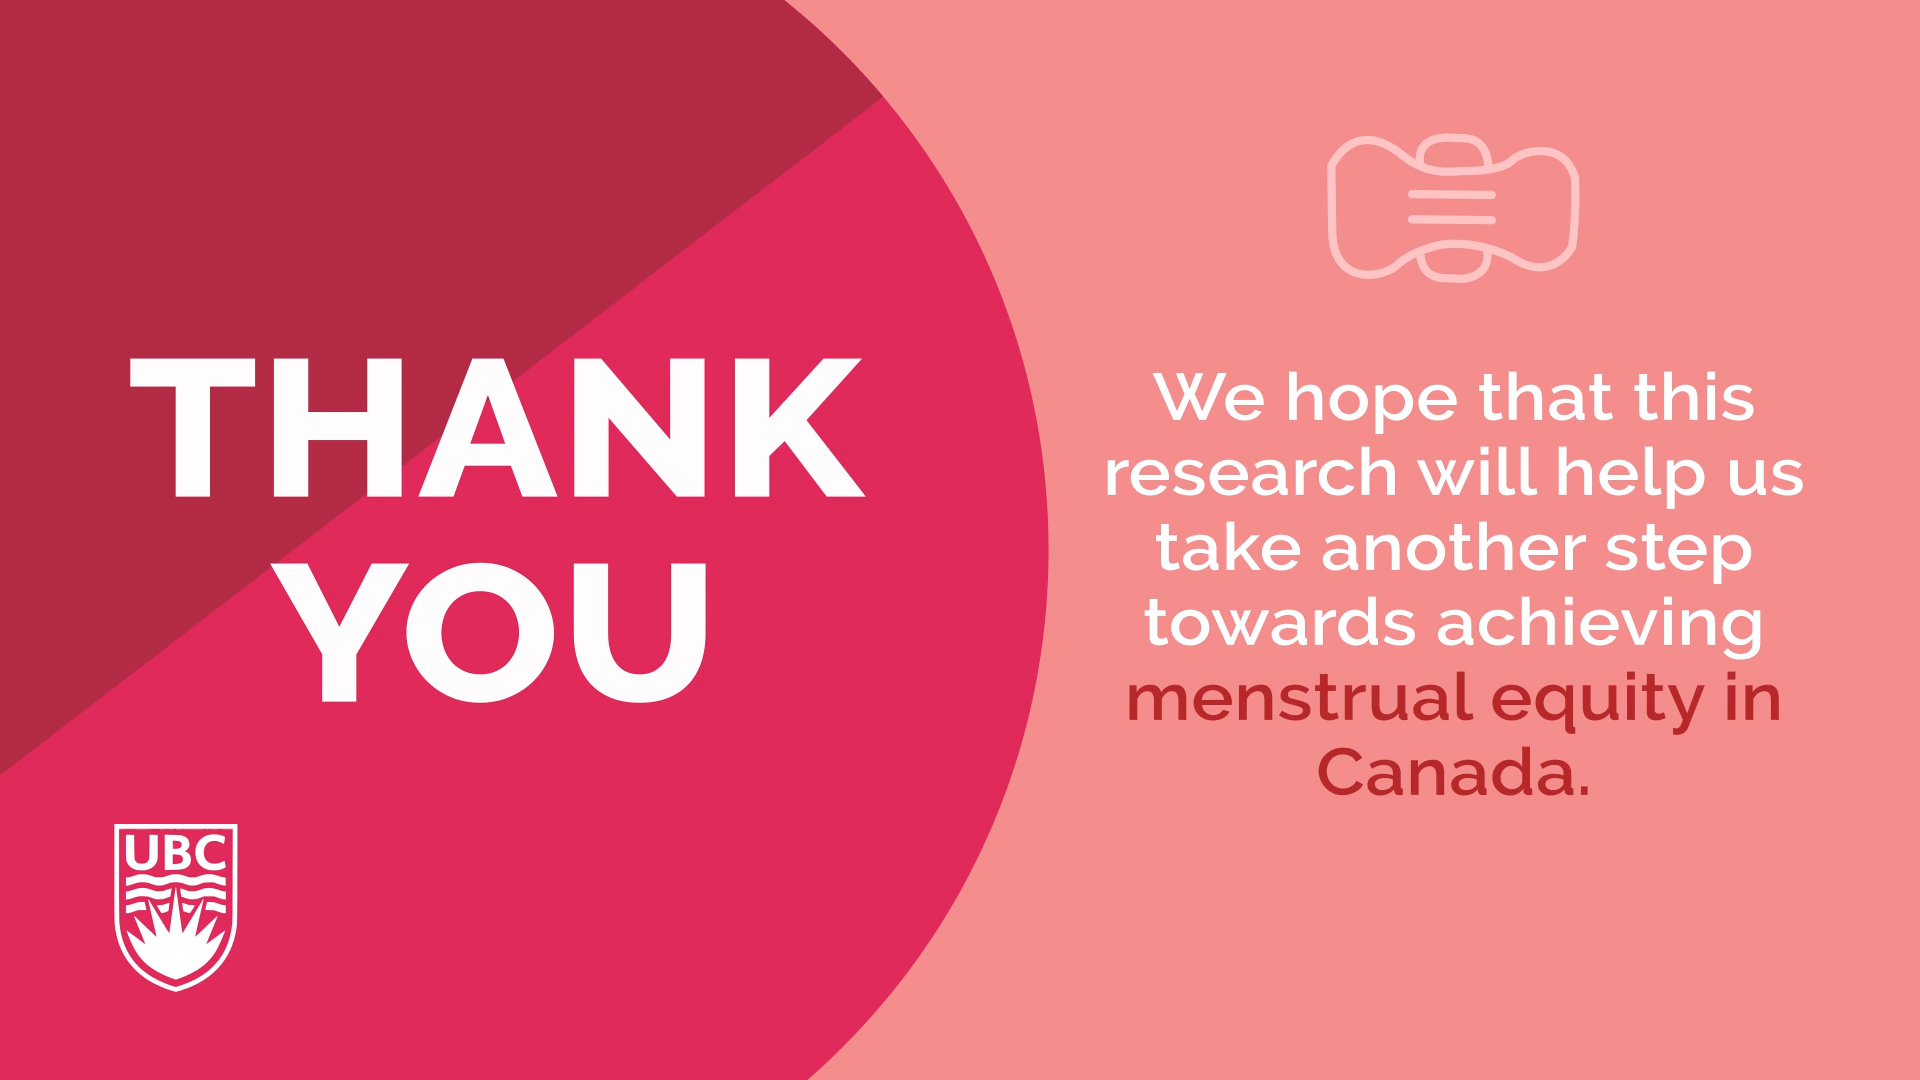 THANK
YOU
UBC
We hope that this
research will help us
take another step
towards achieving
menstrual equity in
Canada.